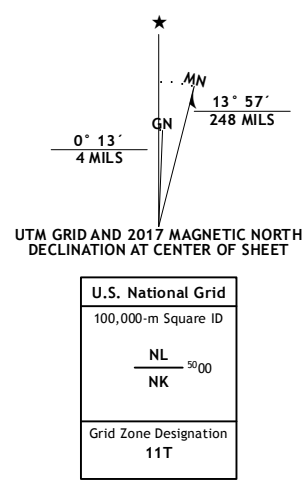 ★
MN
GN
13° 57´
248 MILS
0° 13´
4 MILS
UTM GRID AND 2017 MAGNETIC NORTH
DECLINATION AT CENTER OF SHEET
U.S. National Grid
100,000-m Square ID
NL
⁵⁰00
NK
Grid Zone Designation
11T